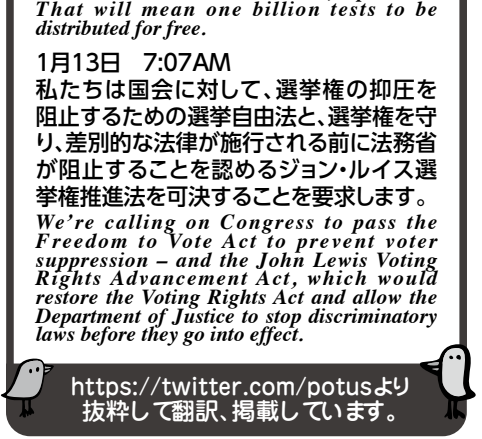 That will mean one billion tests to be
distributed for free.
1月13日　7:07AM
私たちは国会に対して、選挙権の抑圧を
阻止するための選挙自由法と、選挙権を守
り、差別的な法律が施行される前に法務省
が阻止することを認めるジョン・ルイス選
挙権推進法を可決することを要求します。
We're calling on Congress to pass the
Freedom to Vote Act to prevent voter
suppression – and the John Lewis Voting
Rights Advancement Act, which would
restore the Voting Rights Act and allow the
Department of Justice to stop discriminatory
laws before they go into effect.
https://twitter.com/potusより
抜粋して翻訳、掲載しています。